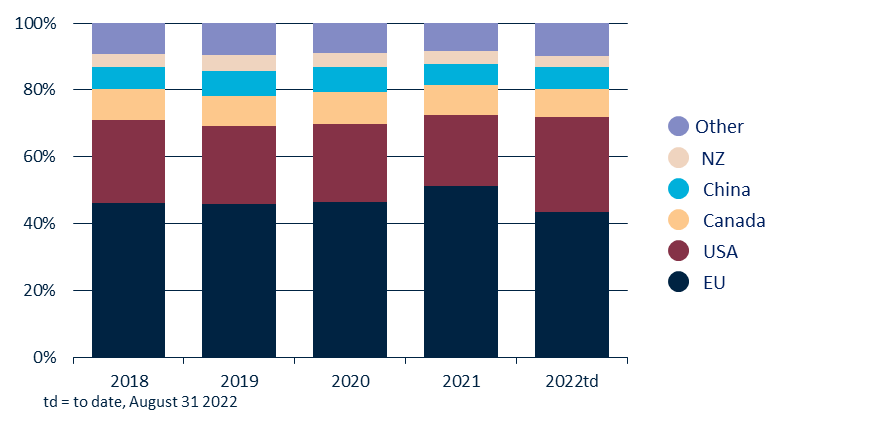 100%
80%
60%
40%
20%
0%
2018 2019 2020 2021 2022td
td = to date, August 31 2022
Other
NZ
China
Canada
USA
EU